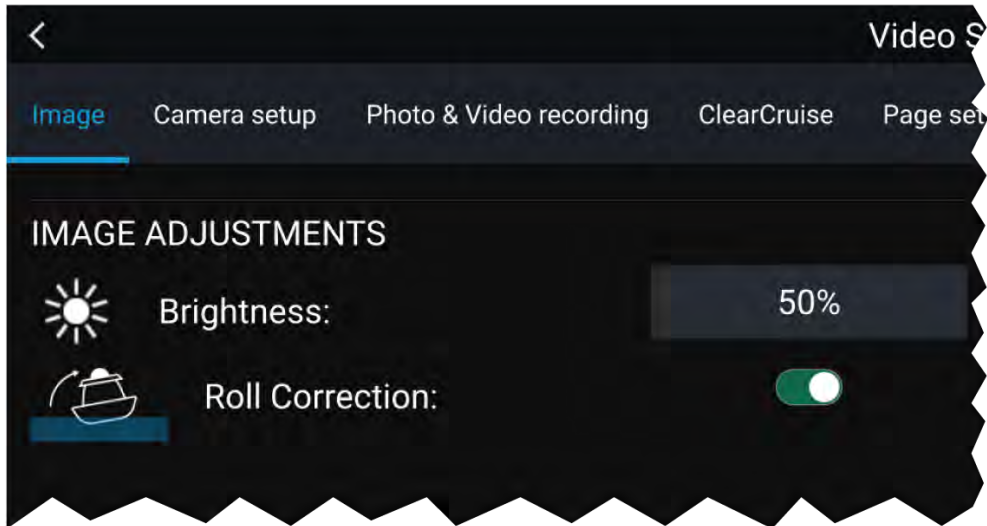 Video S
Image Camera setup Photo & Video recording ClearCruise Page set
IMAGE ADJUSTMENTS
Brightness: 50%
Roll Correction: